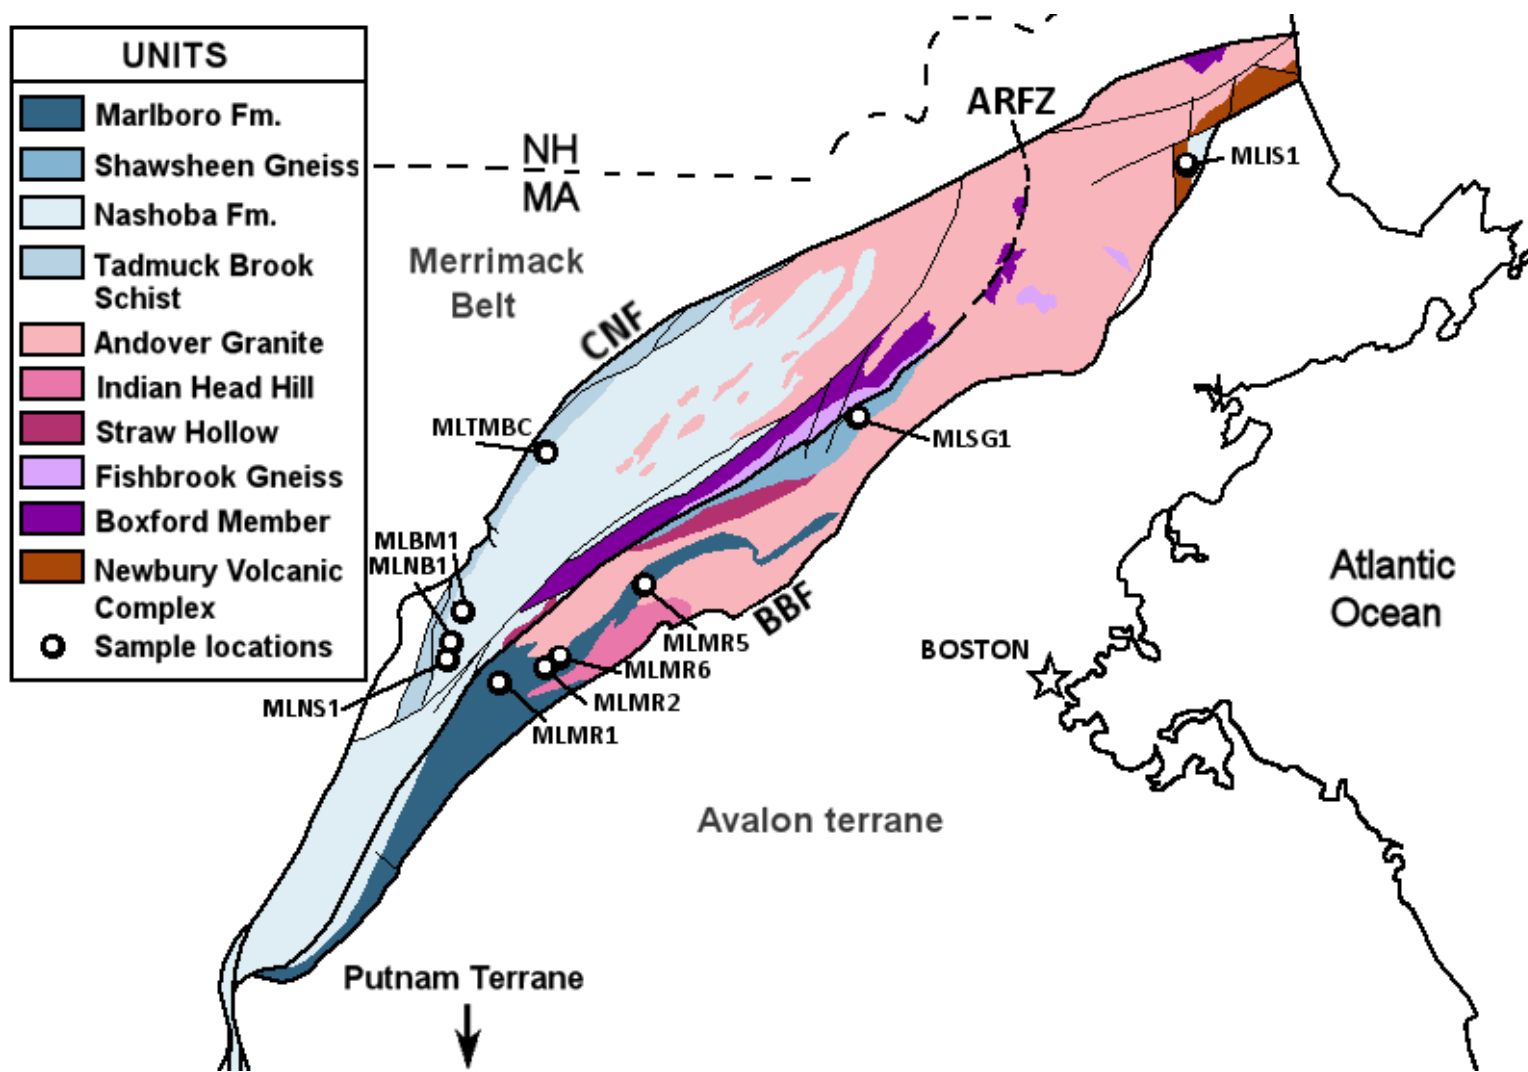 UNITS
Marlboro Fm.
Shawsheen Gneiss
Nashoba Fm.
Tadmuck Brook
Schist
Andover Granite
Indian Head Hill
Straw Hollow
Fishbrook Gneiss
Boxford Member
Newbury Volcanic
Complex
Sample locations
NH
MA
Merrimack
Belt
CNF
ARFZ
MLIS1
MLTMBC
MLSG1
MLBM1
MLNB1
MLNS1
MLMR5
MLMR6
MLMR2
MLMR1
BBF
BOSTON
Atlantic
Ocean
Avalon terrane
Putnam Terrane